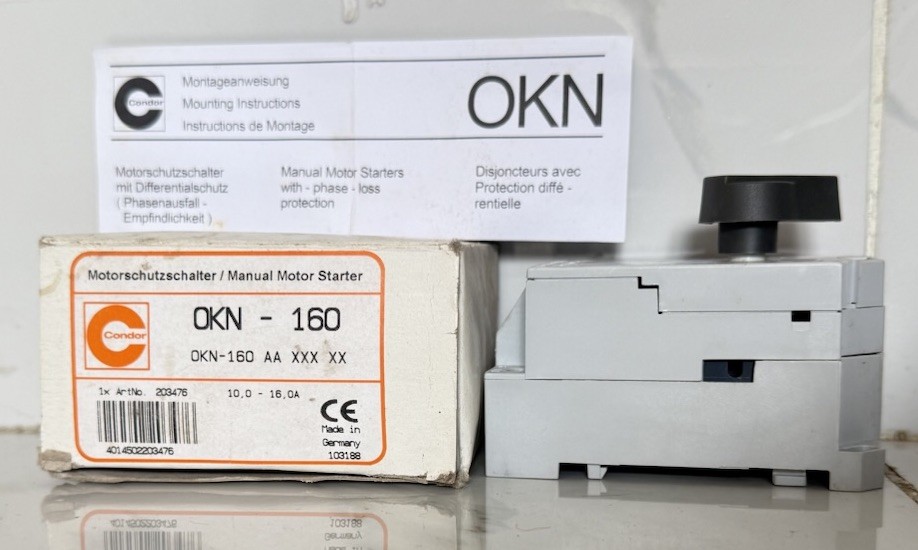 Condor
Montageanweisung
Mounting Instructions
Instructions de Montage
OKN
Motorschutzschalter
mit Differentialschutz
( Phasenausfall -
Empfindlichkeit )
Manual Motor Starters
with - phase - loss
protection
Disjoncteurs avec
Protection diffé -
rentielle
Motorschutzschalter / Manual Motor Starter
Condor
OKN - 160
OKN-160 AA XXX XX
1x ArtNo. 203476
10,0 - 16,0A
4014502203476
CE
Made in
Germany
103188